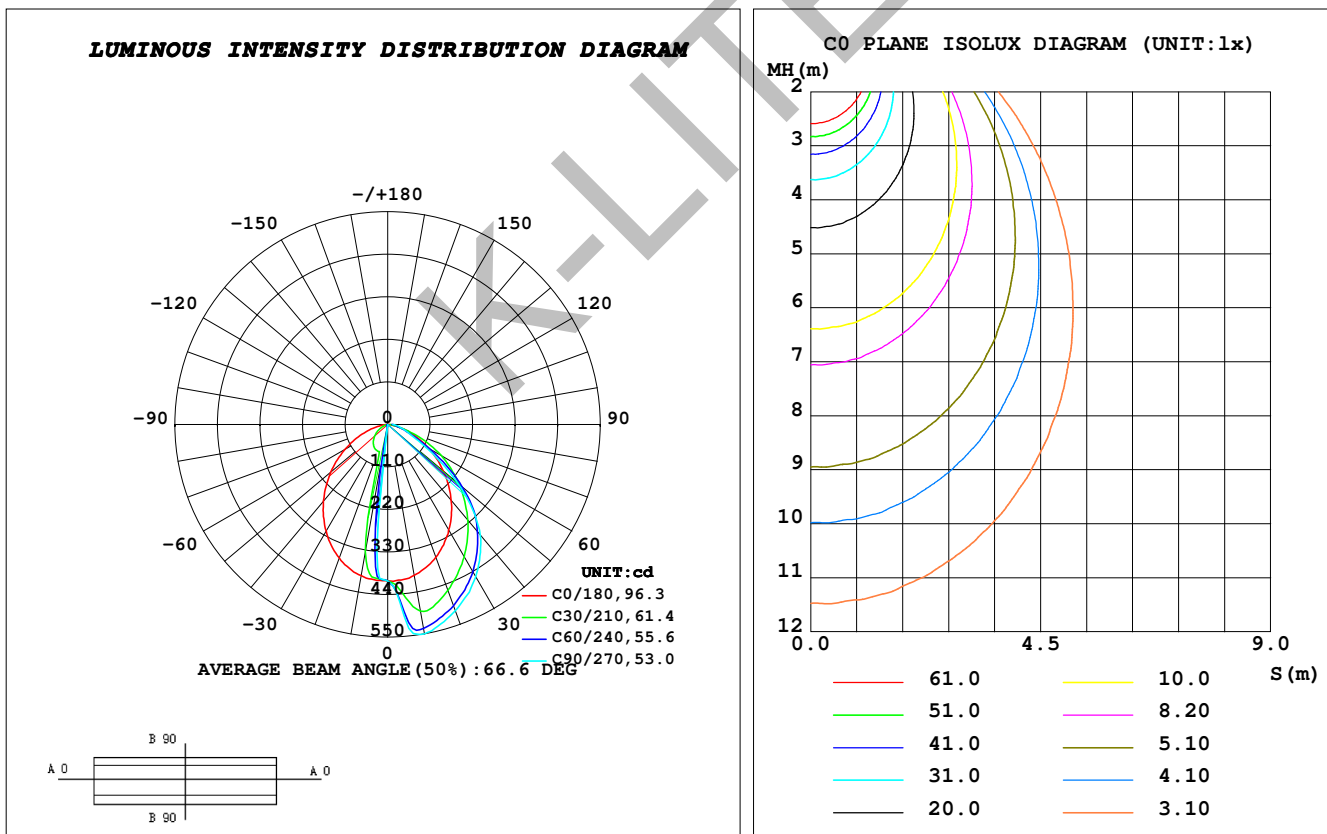 LUMINOUS INTENSITY DISTRIBUTION DIAGRAM
-/+180
-150
150
-120
120
-90
90
-60
60
-30
30
0
0
110
220
330
440
550
UNIT:cd
C0/180,96.3
C30/210,61.4
C60/240,55.6
C90/270,53.0
AVERAGE BEAM ANGLE(50%):66.6 DEG
B 90
A 0
A 0
B 90
K-LITE
C0 PLANE ISOLUX DIAGRAM (UNIT:lx)
MH(m)
2
3
4
5
6
7
8
9
10
11
12
0.0
4.5
9.0
S(m)
61.0
10.0
51.0
8.20
41.0
5.10
31.0
4.10
20.0
3.10